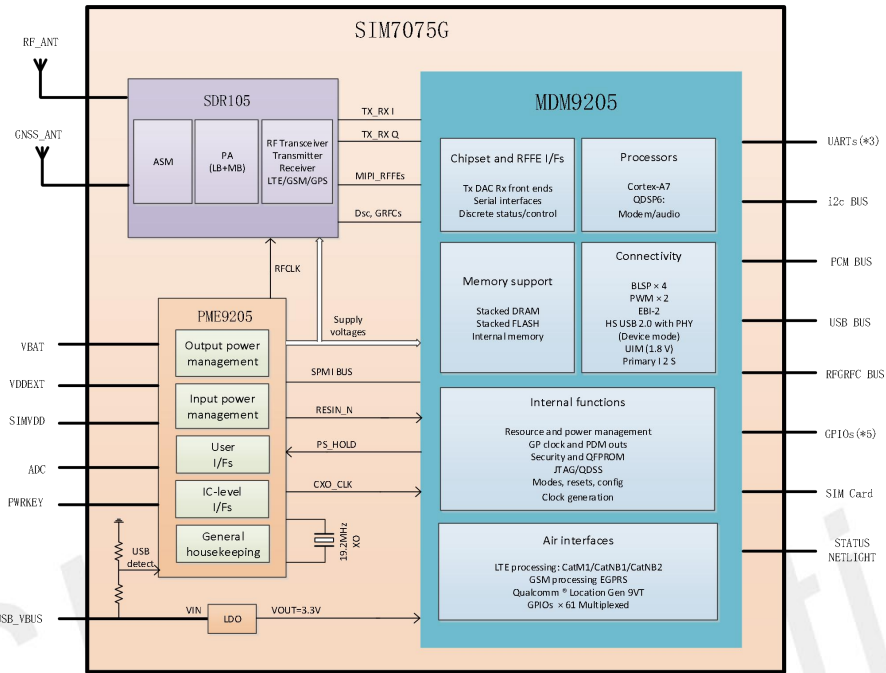 SIM7075G
RF_ANT
GNSS_ANT
SDR105
ASM
PA
(LB+MB)
RF Transceiver
Transmitter
Receiver
LTE/GSM/GPS
TX_RX I
TX_RX Q
MIPI_RFFEs
Dsc, GRFCs
RFCLK
Supply
voltages
PME9205
Output power
management
Input power
management
User
I/Fs
IC-level
I/Fs
General
housekeeping
VBAT
VDDEXT
SIMVDD
ADC
PWRKEY
USB
detect
USB_VBUS
VIN
LDO
VOUT=3.3V
SPMI BUS
RESIN_N
PS_HOLD
CXO_CLK
19.2MHz
XO
MDM9205
Chipset and RFFE I/Fs
Tx DAC Rx front ends
Serial interfaces
Discrete status/control
Processors
Cortex-A7
QDSP6:
Modem/audio
Memory support
Stacked DRAM
Stacked FLASH
Internal memory
Connectivity
BLSP × 4
PWM × 2
EBI-2
HS USB 2.0 with PHY
(Device mode)
UIM (1.8 V)
Primary I 2 S
Internal functions
Resource and power management
GP clock and PDM outs
Security and QFPROM
JTAG/QDSS
Modes, resets, config
Clock generation
Air interfaces
LTE processing: CatM1/CatNB1/CatNB2
GSM processing EGPRS
Qualcomm ® Location Gen 9VT
GPIOs × 61 Multiplexed
UARTs(*3)
i2c BUS
PCM BUS
USB BUS
RFGRFC BUS
GPIOs(*5)
SIM Card
STATUS
NETLIGHT